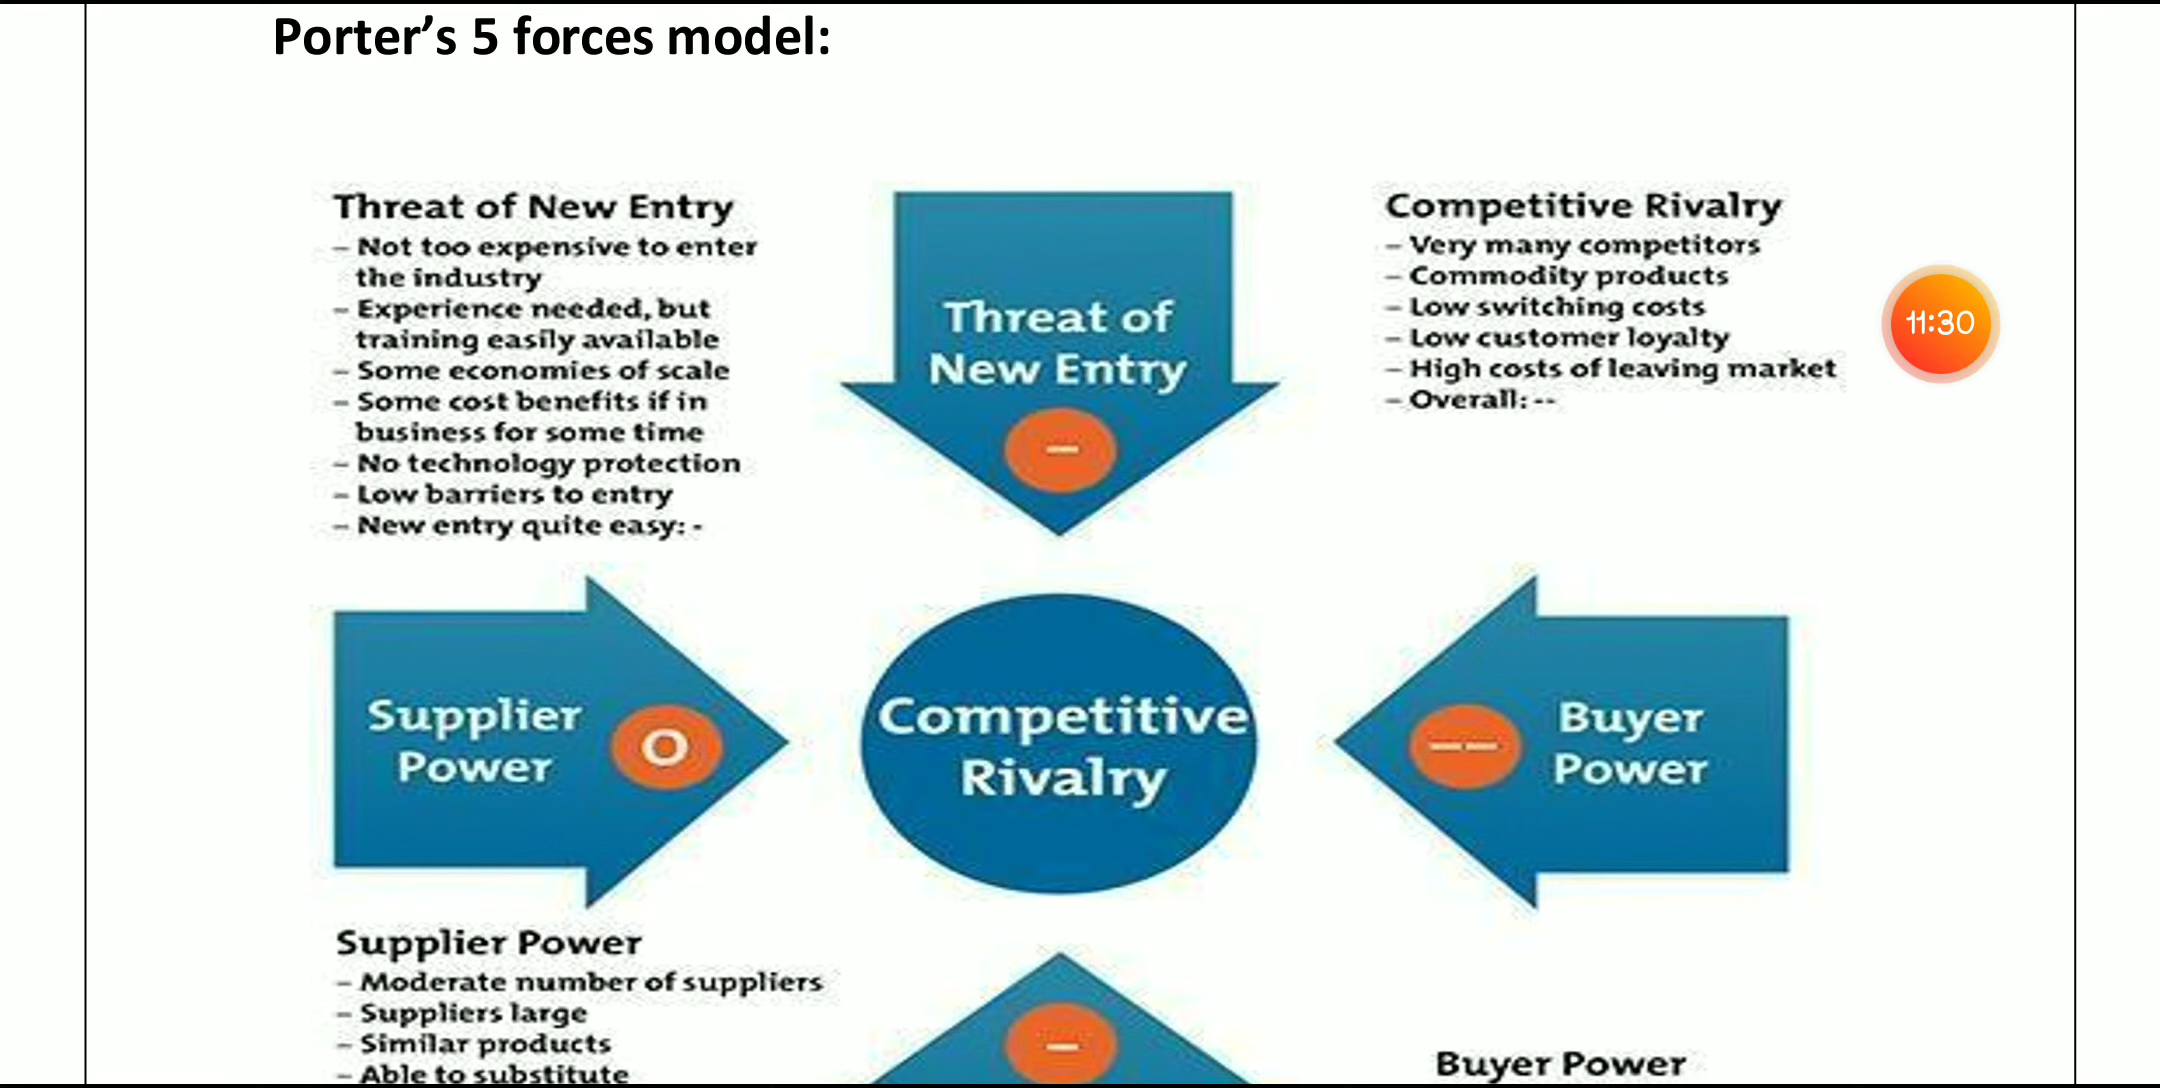 Porter’s 5 forces model:
Threat of New Entry
– Not too expensive to enter
the industry
– Experience needed, but
training easily available
– Some economies of scale
– Some cost benefits if in
business for some time
– No technology protection
– Low barriers to entry
– New entry quite easy: -
Threat of
New Entry
–
Competitive Rivalry
– Very many competitors
– Commodity products
– Low switching costs
– Low customer loyalty
– High costs of leaving market
– Overall: --
11:30
Supplier
Power
O
Competitive
Rivalry
––
Buyer
Power
Supplier Power
– Moderate number of suppliers
– Suppliers large
– Similar products
– Able to substitute
–
Buyer Power